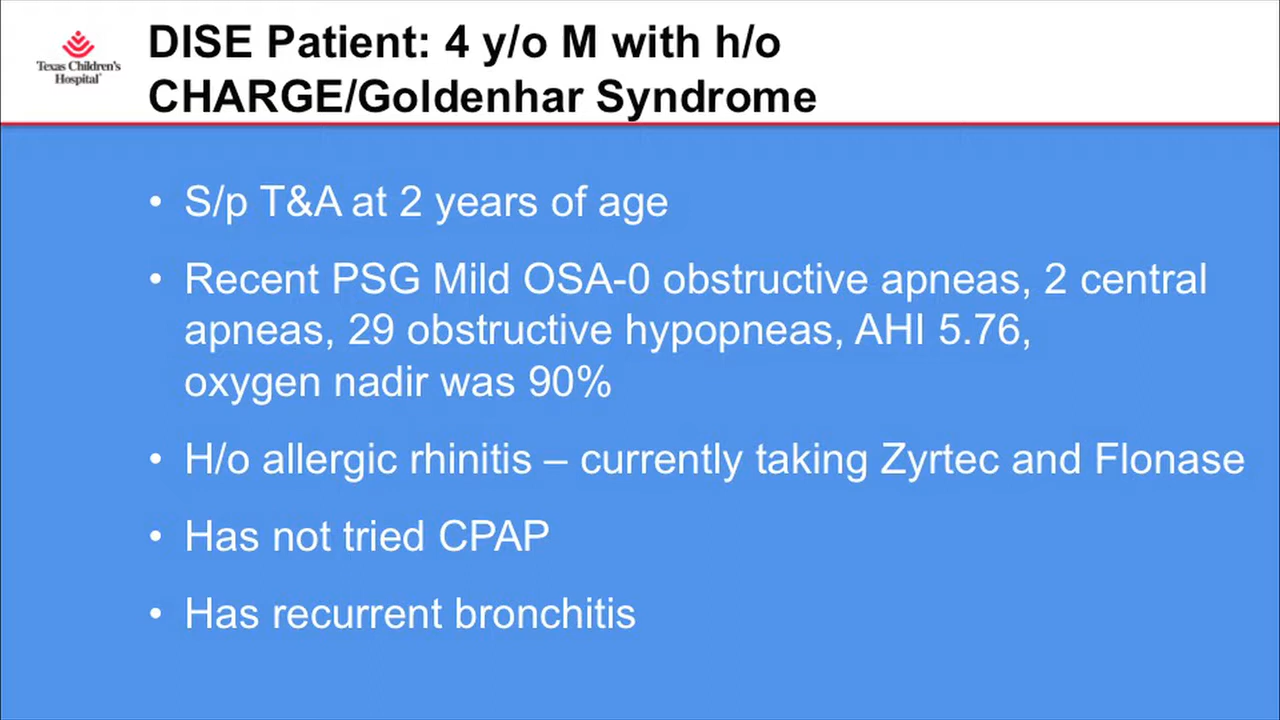 Texas Children's
Hospital
DISE Patient: 4 y/o M with h/o
CHARGE/Goldenhar Syndrome
• S/p T&A at 2 years of age
• Recent PSG Mild OSA-0 obstructive apneas, 2 central
apneas, 29 obstructive hypopneas, AHI 5.76,
oxygen nadir was 90%
• H/o allergic rhinitis – currently taking Zyrtec and Flonase
• Has not tried CPAP
• Has recurrent bronchitis